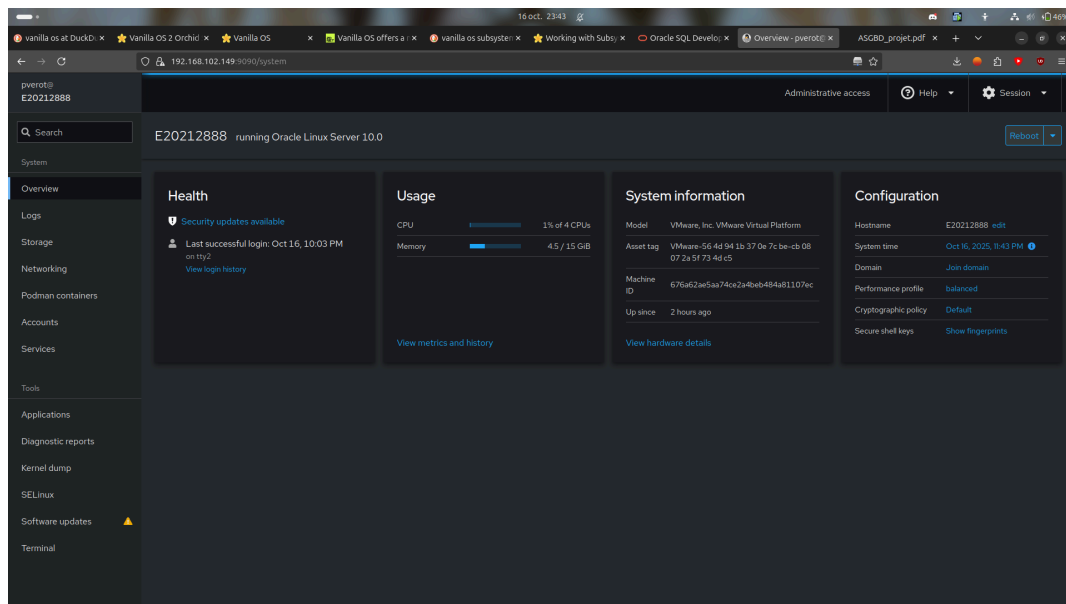 16 oct. 23:43
46%
vanilla os at DuckDu
Vanilla OS 2 Orchid
Vanilla OS
Vanilla OS offers a r
vanilla os subsystem
Working with Subsy
Oracle SQL Develop
Overview - pverot@
ASGBD_projet.pdf
192.168.102.149:9090/system
pverot@
E20212888
Administrative access
Help
Session
Search
E20212888 running Oracle Linux Server 10.0
Reboot
System
Overview
Logs
Storage
Networking
Podman containers
Accounts
Services
Tools
Applications
Diagnostic reports
Kernel dump
SELinux
Software updates
Terminal
Health
Security updates available
Last successful login: Oct 16, 10:03 PM
on tty2
View login history
Usage
CPU 1% of 4 CPUs
Memory 4.5 / 15 GiB
View metrics and history
System information
Model VMware, Inc. VMware Virtual Platform
Asset tag VMware-56 4d 94 1b 37 0e 7c be-cb 08
07 2a 5f 73 4d c5
Machine
ID 676a62ae5aa74ce2a4beb484a81107ec
Up since 2 hours ago
View hardware details
Configuration
Hostname E20212888 edit
System time Oct 16, 2025, 11:43 PM
Domain Join domain
Performance profile balanced
Cryptographic policy Default
Secure shell keys Show fingerprints